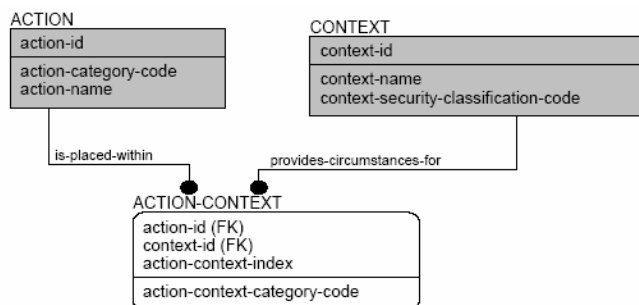 ACTION
action-id
action-category-code
action-name
CONTEXT
context-id
context-name
context-security-classification-code
is-placed-within
provides-circumstances-for
ACTION-CONTEXT
action-id (FK)
context-id (FK)
action-context-index
action-context-category-code